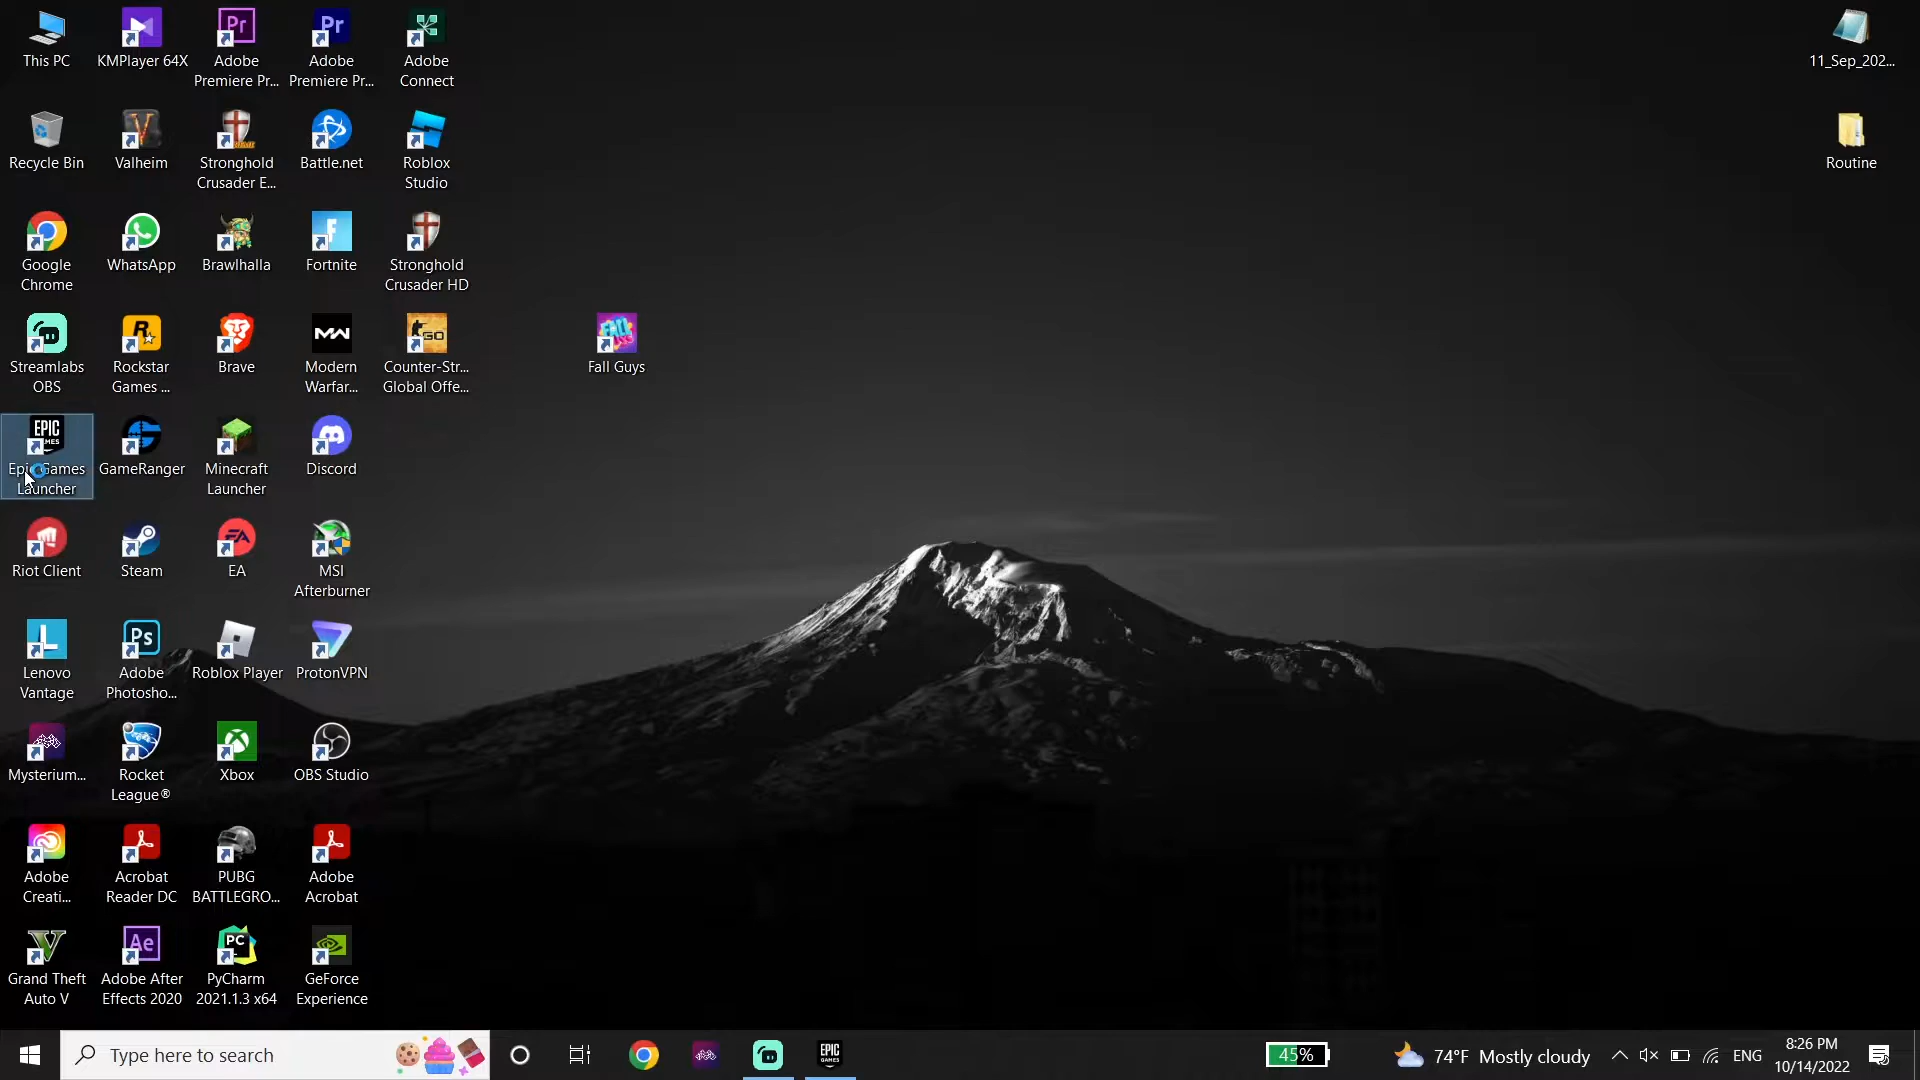 This PC
KMPlayer 64X
Adobe
Premiere Pr...
Adobe
Premiere Pr...
Adobe
Connect
11_Sep_202...
Recycle Bin
Valheim
Stronghold
Crusader E...
Battle.net
Roblox
Studio
Routine
Google
Chrome
WhatsApp
Brawlhalla
Fortnite
Stronghold
Crusader HD
Streamlabs
OBS
Rockstar
Games ...
Brave
Modern
Warfar...
Counter-Str...
Global Offe...
Fall Guys
Epic Games
Launcher
GameRanger
Minecraft
Launcher
Discord
Riot Client
Steam
EA
MSI
Afterburner
Lenovo
Vantage
Adobe
Photosho...
Roblox Player
ProtonVPN
Mysterium...
Rocket
League®
Xbox
OBS Studio
Adobe
Creati...
Acrobat
Reader DC
PUBG
BATTLEGRO...
Adobe
Acrobat
Grand Theft
Auto V
Adobe After
Effects 2020
PyCharm
2021.1.3 x64
GeForce
Experience
Type here to search
45%
74°F Mostly cloudy
ENG
8:26 PM
10/14/2022